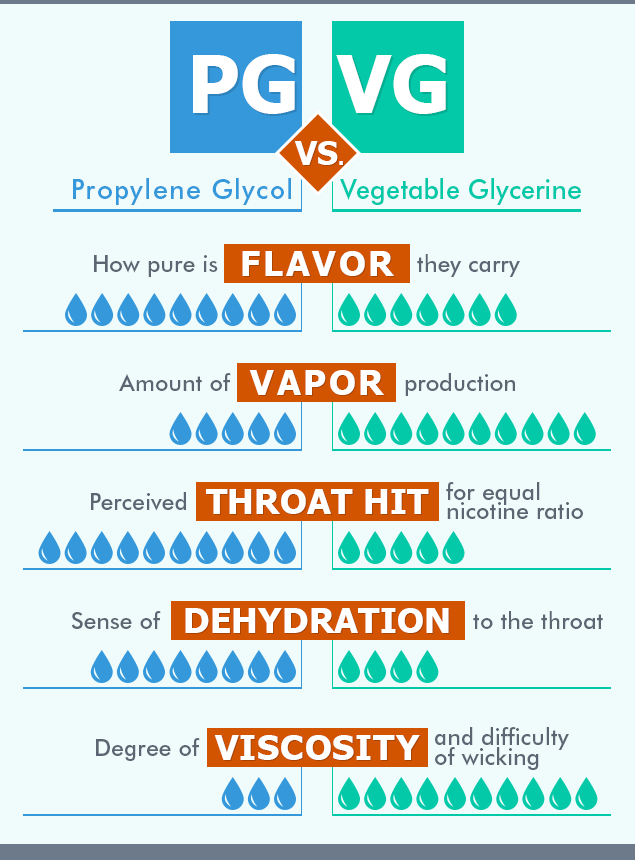 PG
VG
VS.
Propylene Glycol
Vegetable Glycerine
How pure is FLAVOR they carry
Amount of VAPOR production
Perceived THROAT HIT for equal
nicotine ratio
Sense of DEHYDRATION to the throat
Degree of VISCOSITY and difficulty
of wicking